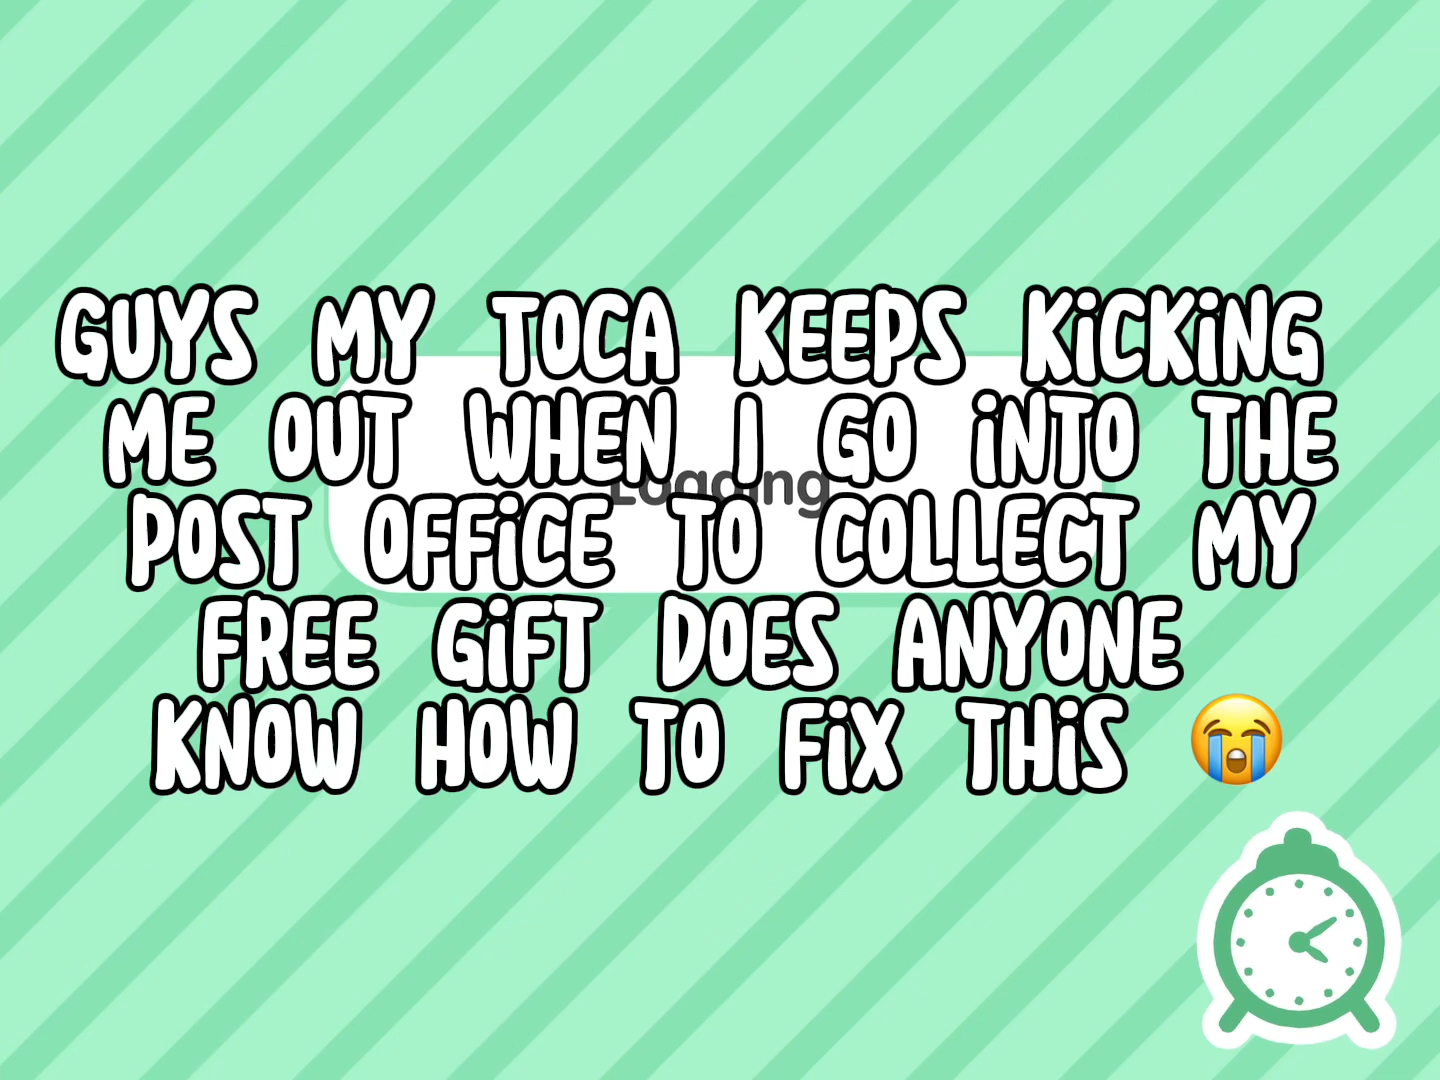 GUYS MY TOCA KEEPS KiCKiNG
ME OUT WHEN I GO iNTO THE
Loading
POST OFFiCE TO COLLECT MY
FREE GiFT DOES ANYONE
KNOW HOW TO FiX THiS 😭